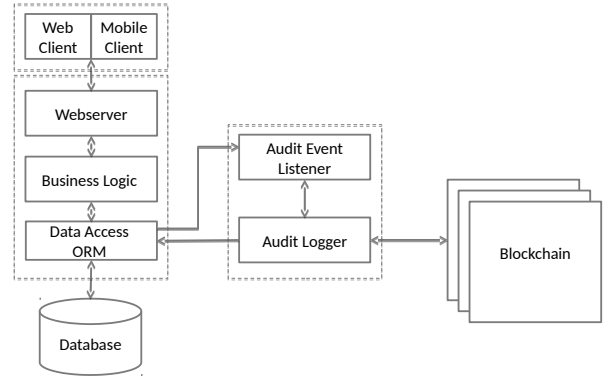 Web
Client
Mobile
Client
Webserver
Business Logic
Data Access
ORM
Database
Audit Event
Listener
Audit Logger
Blockchain